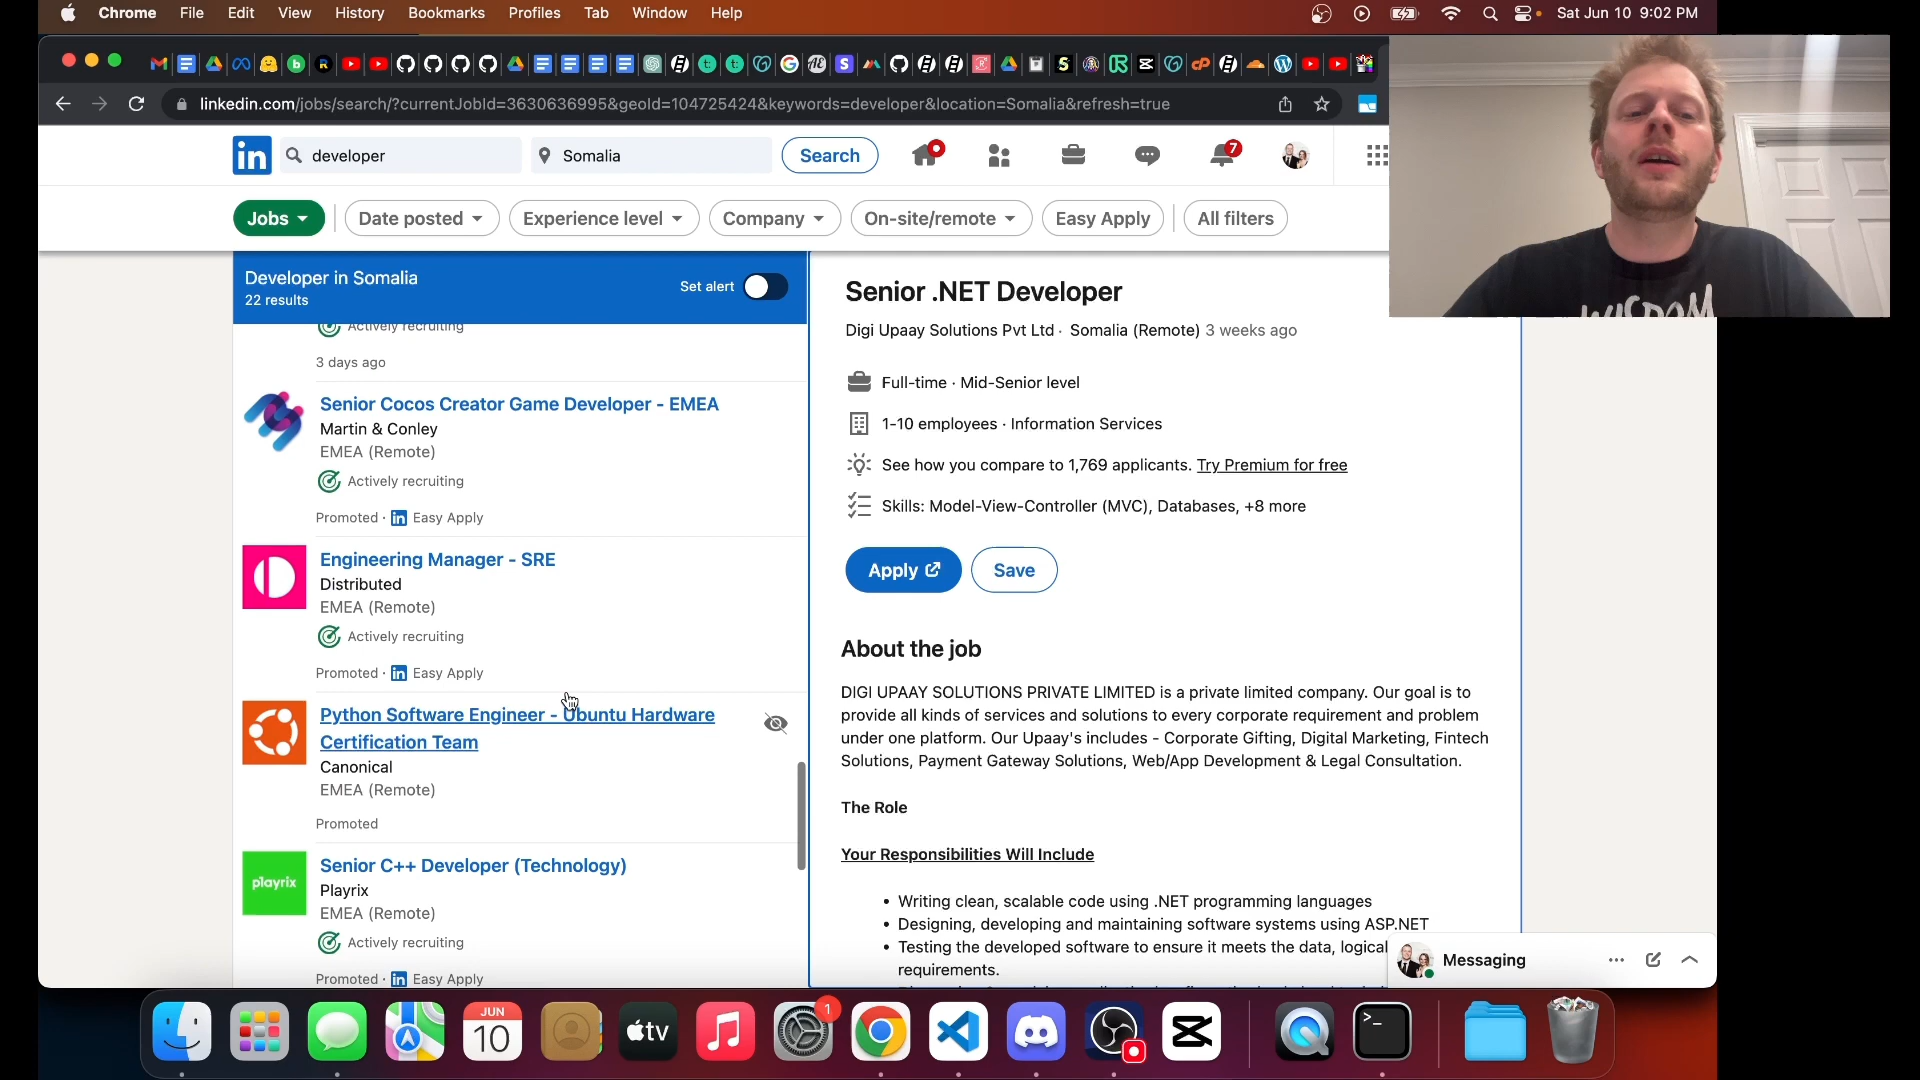 Chrome File Edit View History Bookmarks Profiles Tab Window Help
Sat Jun 10 9:02 PM
linkedin.com/jobs/search/?currentJobId=3630636995&geoId=104725424&keywords=developer&location=Somalia&refresh=true
in developer Somalia Search 7
Jobs Date posted Experience level Company On-site/remote Easy Apply All filters
Developer in Somalia
22 results
Set alert
Actively recruiting
3 days ago
Senior Cocos Creator Game Developer - EMEA
Martin & Conley
EMEA (Remote)
Actively recruiting
Promoted · in Easy Apply
Engineering Manager - SRE
Distributed
EMEA (Remote)
Actively recruiting
Promoted · in Easy Apply
Python Software Engineer - Ubuntu Hardware
Certification Team
Canonical
EMEA (Remote)
Promoted
playrix
Senior C++ Developer (Technology)
Playrix
EMEA (Remote)
Actively recruiting
Promoted · in Easy Apply
Senior .NET Developer
Digi Upaay Solutions Pvt Ltd · Somalia (Remote) 3 weeks ago
Full-time · Mid-Senior level
1-10 employees · Information Services
See how you compare to 1,769 applicants. Try Premium for free
Skills: Model-View-Controller (MVC), Databases, +8 more
Apply Save
About the job
DIGI UPAAY SOLUTIONS PRIVATE LIMITED is a private limited company. Our goal is to
provide all kinds of services and solutions to every corporate requirement and problem
under one platform. Our Upaay's includes - Corporate Gifting, Digital Marketing, Fintech
Solutions, Payment Gateway Solutions, Web/App Development & Legal Consultation.
The Role
Your Responsibilities Will Include
• Writing clean, scalable code using .NET programming languages
• Designing, developing and maintaining software systems using ASP.NET
• Testing the developed software to ensure it meets the data, logical
requirements.
Messaging
JUN
10
tv
1